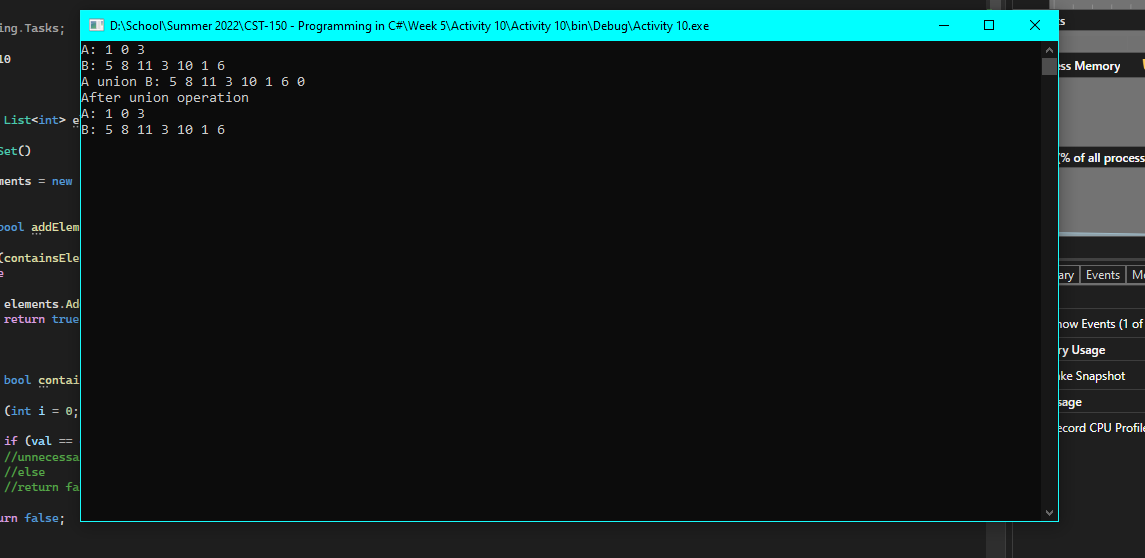 D:\School\Summer 2022\CST-150 - Programming in C#\Week 5\Activity 10\Activity 10\bin\Debug\Activity 10.exe
A: 1 0 3
B: 5 8 11 3 10 1 6
A union B: 5 8 11 3 10 1 6 0
After union operation
A: 1 0 3
B: 5 8 11 3 10 1 6
ing.Tasks;
10
List<int> e
Set()
ments = new
bool addElem
(containsEle
e
elements.Ad
return true
bool contai
(int i = 0;
if (val ==
//unnecessa
//else
//return fa
urn false;
ts
ess Memory
(% of all process
ary Events Me
how Events (1 of
ry Usage
ke Snapshot
sage
ecord CPU Profile